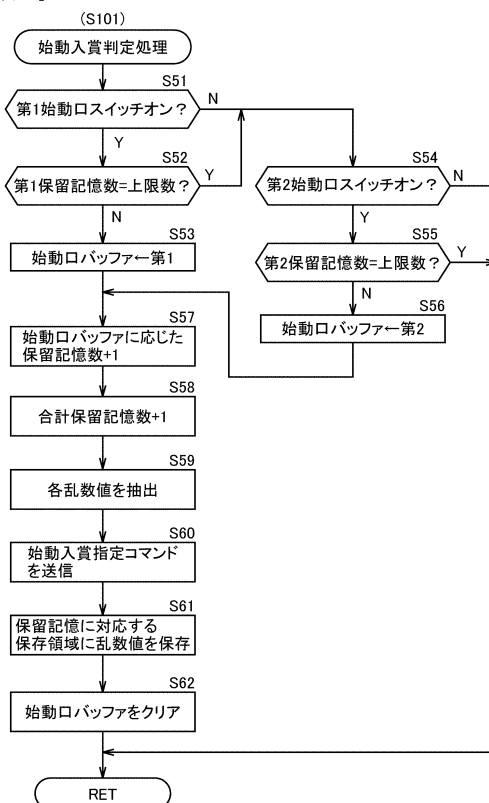 (S101)
始動入賞判定処理
S51
第1始動口スイッチオン?
N
Y
S52
第1保留記憶数=上限数?
Y
N
S53
始動口バッファ←第1
S54
第2始動口スイッチオン?
N
Y
S55
第2保留記憶数=上限数?
Y
N
S56
始動口バッファ←第2
S57
始動口バッファに応じた
保留記憶数+1
S58
合計保留記憶数+1
S59
各乱数値を抽出
S60
始動入賞指定コマンド
を送信
S61
保留記憶に対応する
保存領域に乱数値を保存
S62
始動口バッファをクリア
RET